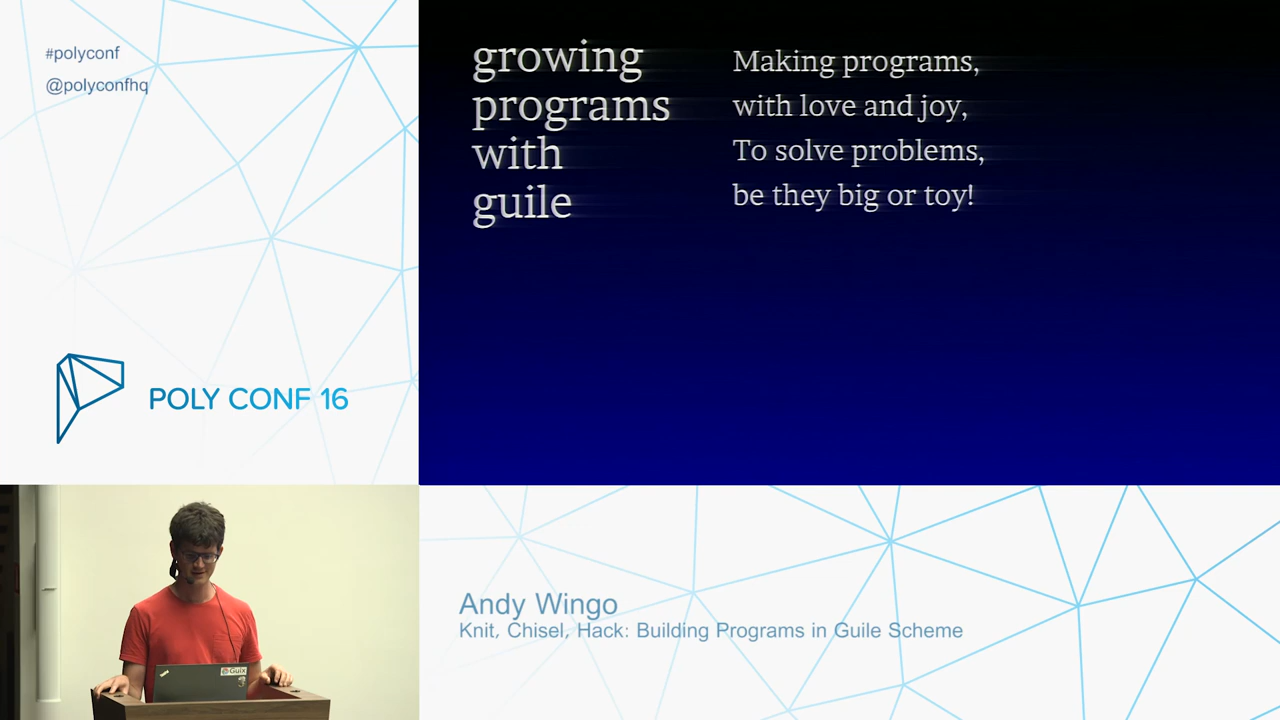 #polyconf
@polyconfhq
growing
programs
with
guile
Making programs,
with love and joy,
To solve problems,
be they big or toy!
POLY CONF 16
Andy Wingo
Knit, Chisel, Hack: Building Programs in Guile Scheme
Guix